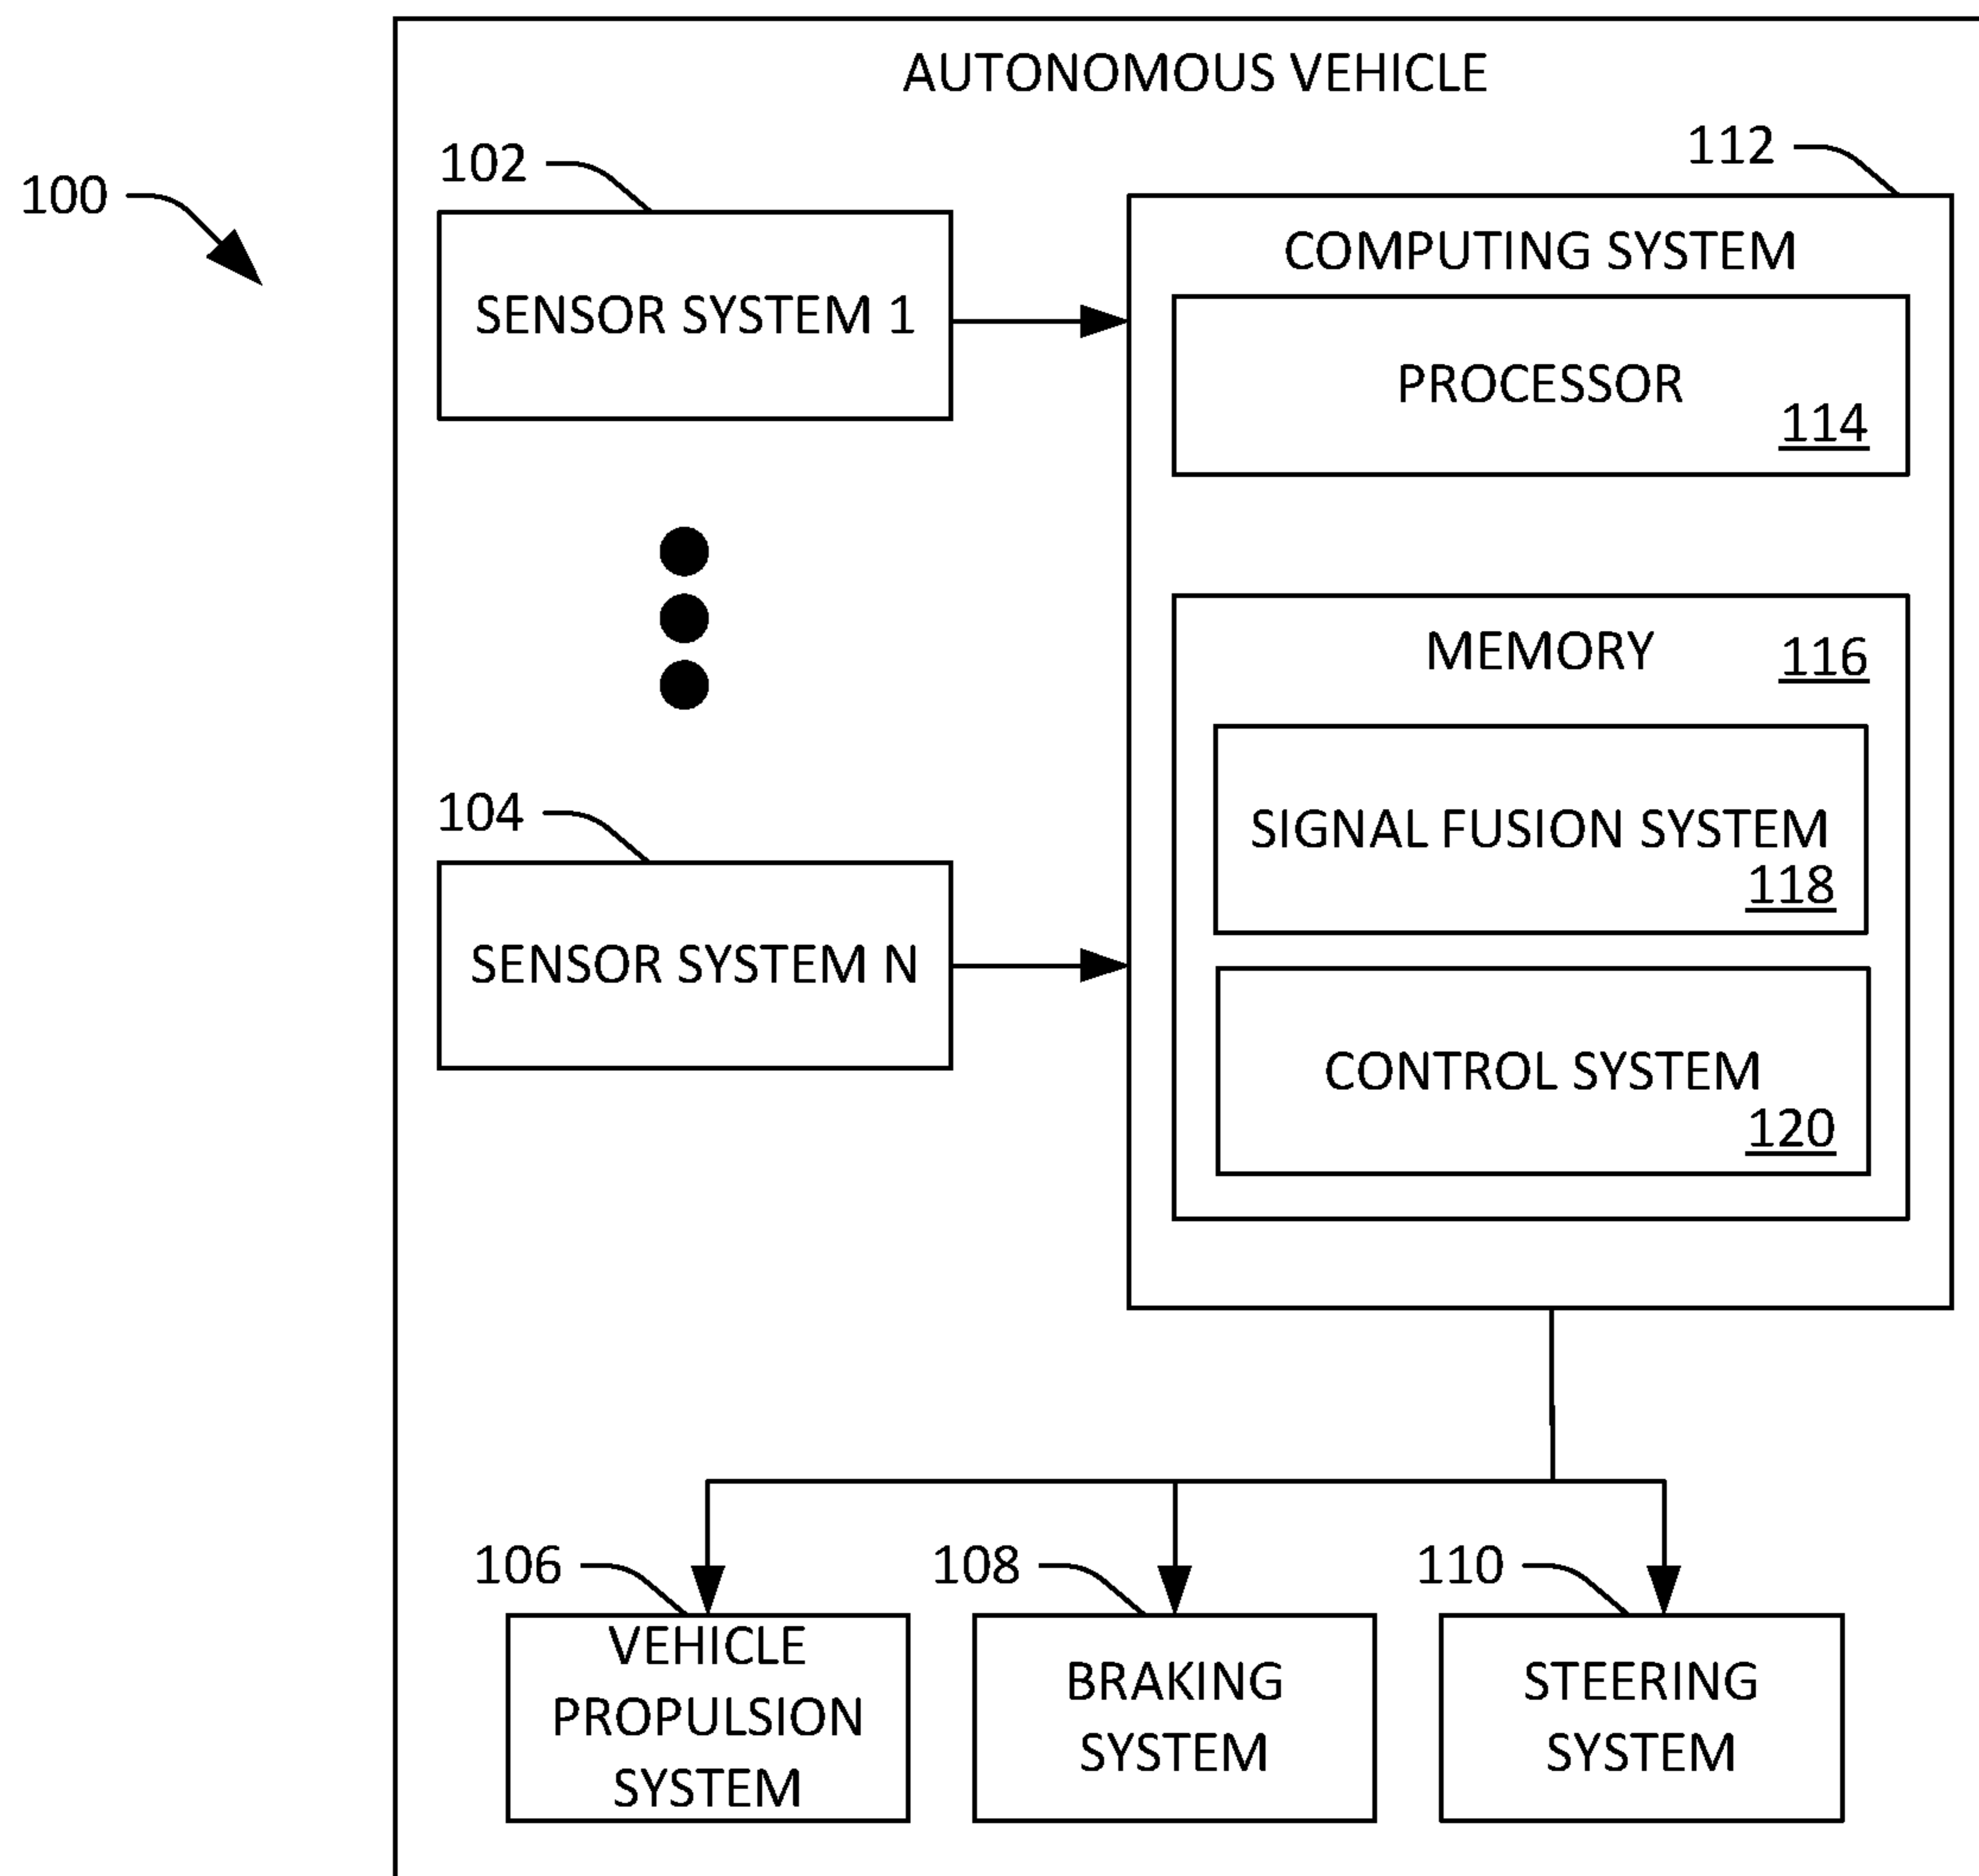 AUTONOMOUS VEHICLE
100
102
SENSOR SYSTEM 1
104
SENSOR SYSTEM N
112
COMPUTING SYSTEM
PROCESSOR
114
MEMORY
116
SIGNAL FUSION SYSTEM
118
CONTROL SYSTEM
120
106
VEHICLE
PROPULSION
SYSTEM
108
BRAKING
SYSTEM
110
STEERING
SYSTEM